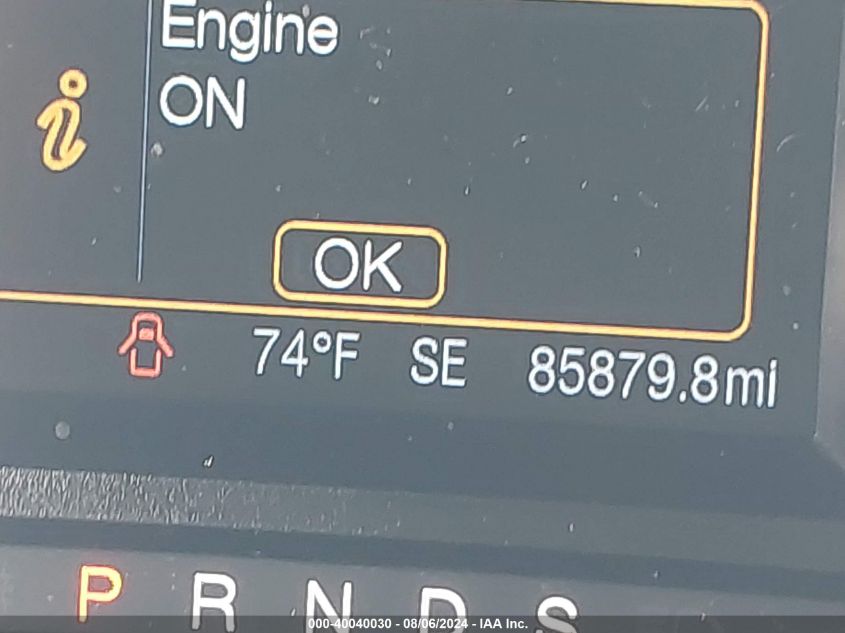 Engine
ON
OK
74°F SE 85879.8mi
P R N D S
000-40040030 - 08/06/2024 - IAA Inc.